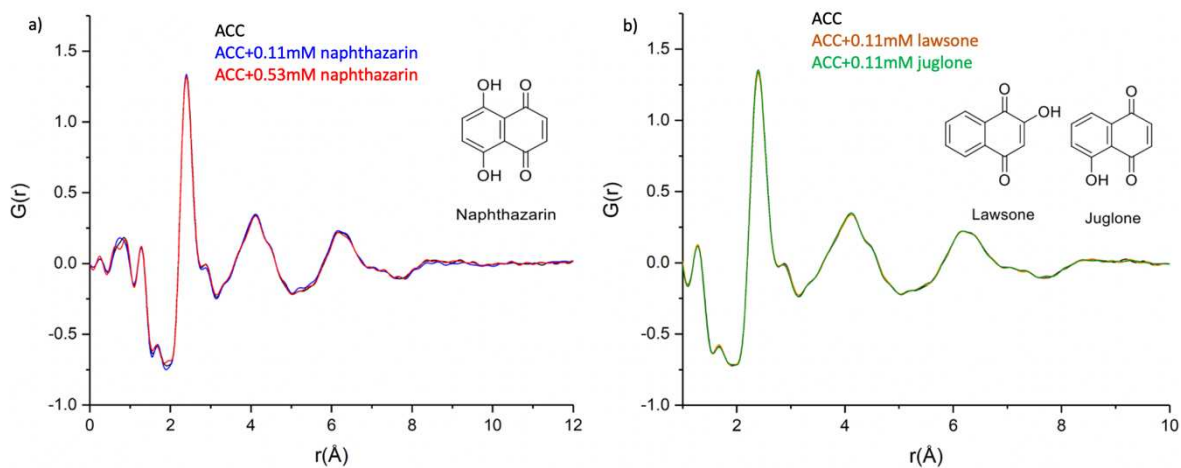 a)
ACC
ACC+0.11mM naphthazarin
ACC+0.53mM naphthazarin
1.5
1.0
0.5
0.0
-0.5
-1.0
G(r)
OH O
OH O
Naphthazarin
0 2 4 6 8 10 12
r(Å)
b)
ACC
ACC+0.11mM lawsone
ACC+0.11mM juglone
1.5
1.0
0.5
0.0
-0.5
-1.0
G(r)
O
OH
O
Lawsone
O
OH O
Juglone
2 4 6 8 10
r(Å)